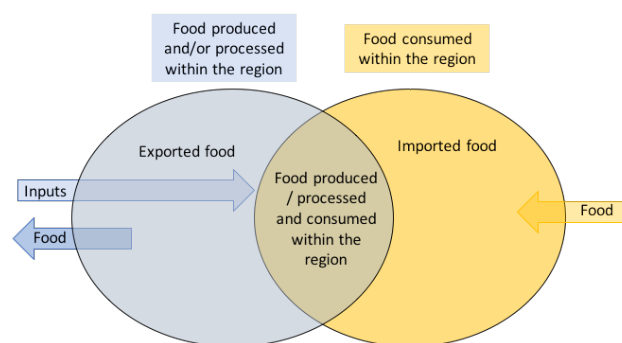 Food produced
and/or processed
within the region
Food consumed
within the region
Exported food
Imported food
Inputs
Food produced
/ processed
and consumed
within the
region
Food
Food